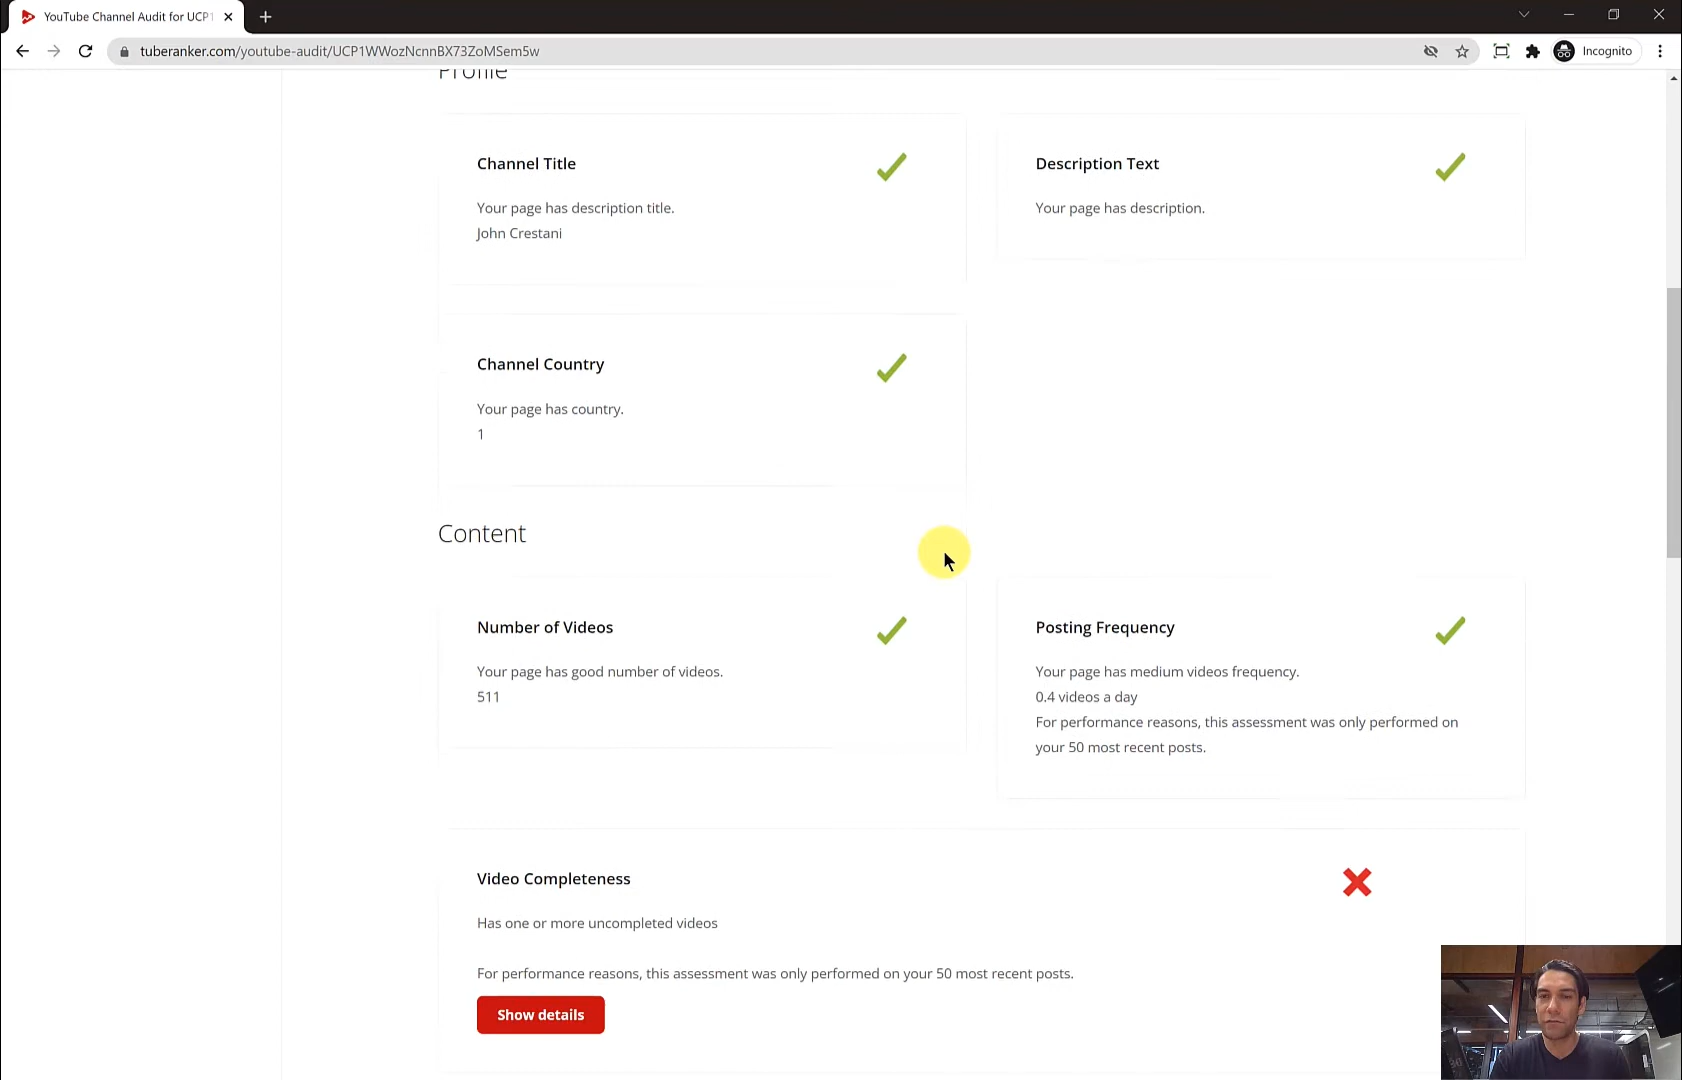 YouTube Channel Audit for UCP1
tuberanker.com/youtube-audit/UCP1WWozNcnnBX73ZoMSem5w
Incognito
Profile
Channel Title
Your page has description title.
John Crestani
Description Text
Your page has description.
Channel Country
Your page has country.
1
Content
Number of Videos
Your page has good number of videos.
511
Posting Frequency
Your page has medium videos frequency.
0.4 videos a day
For performance reasons, this assessment was only performed on
your 50 most recent posts.
Video Completeness
Has one or more uncompleted videos
For performance reasons, this assessment was only performed on your 50 most recent posts.
Show details